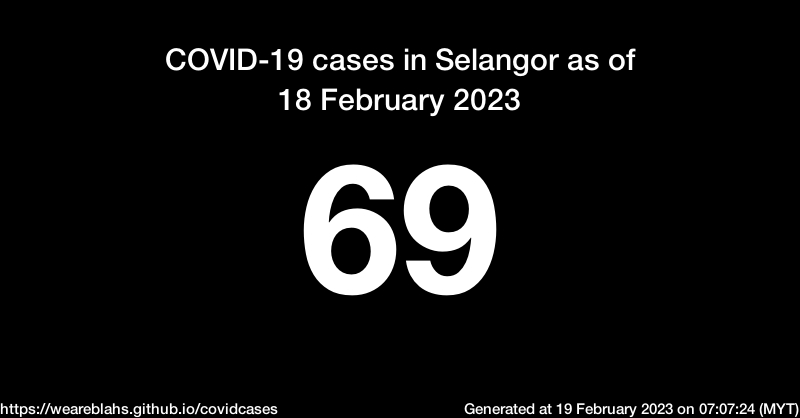 COVID-19 cases in Selangor as of
18 February 2023
69
https://weareblahs.github.io/covidcases
Generated at 19 February 2023 on 07:07:24 (MYT)